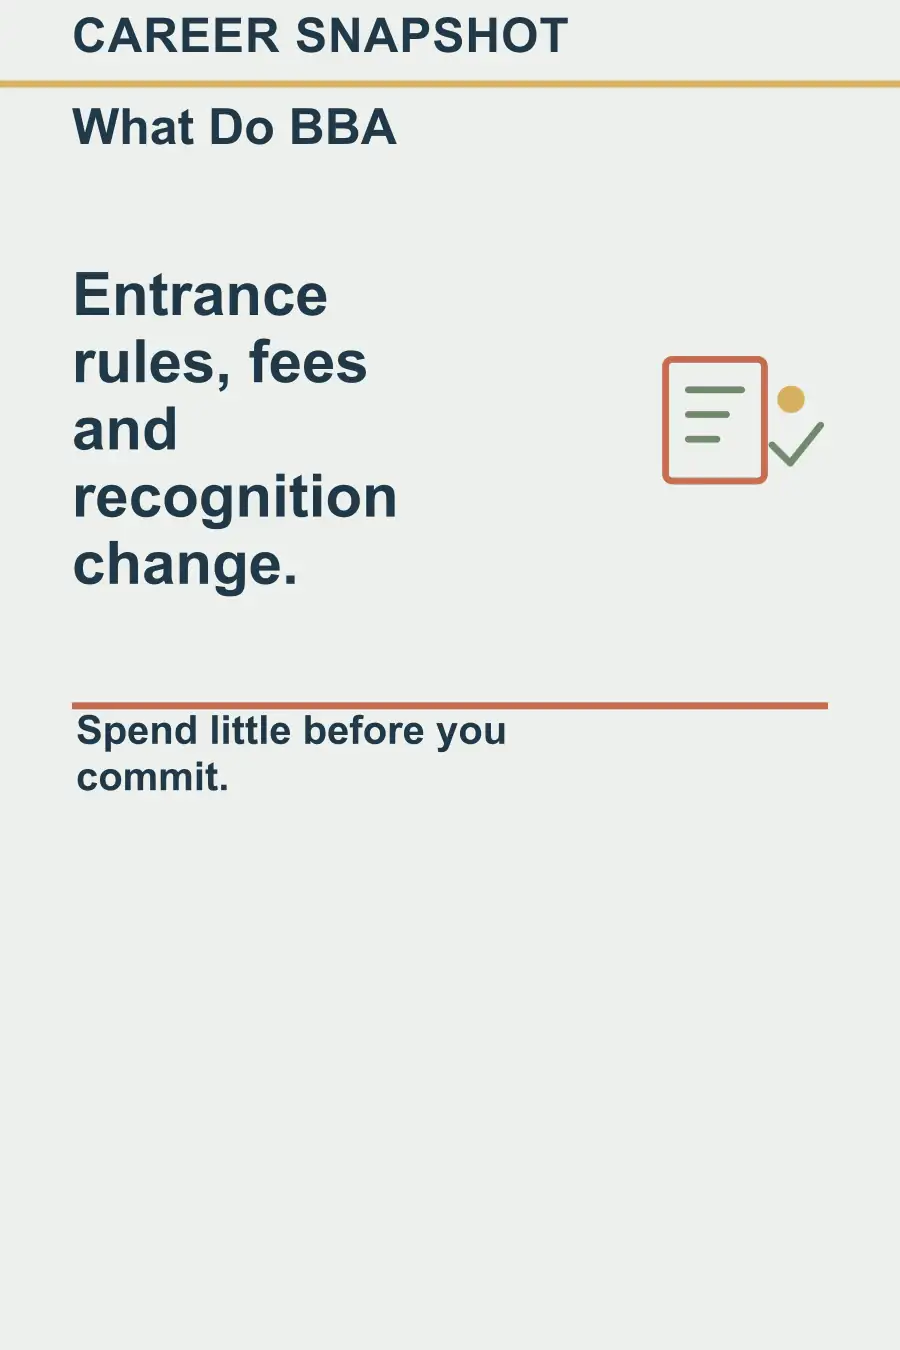 CAREER SNAPSHOT
What Do BBA
Entrance
rules, fees
and
recognition
change.
Spend little before you
commit.